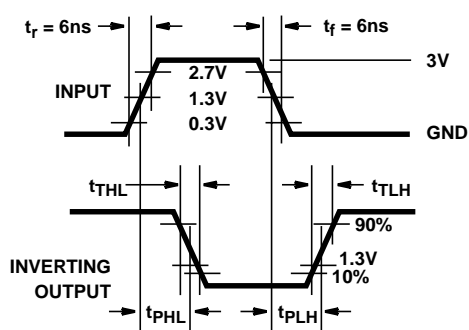 tr = 6ns
tf = 6ns
3V
2.7V
INPUT
1.3V
0.3V
GND
tTHL
tTLH
90%
INVERTING
OUTPUT
1.3V
10%
tPHL
tPLH